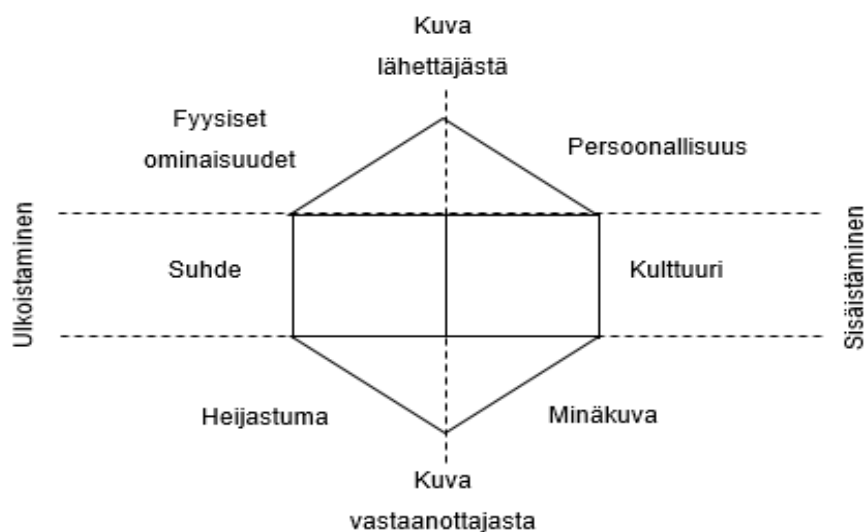 Kuva
lähettäjästä
Fyysiset
ominaisuudet
Persoonallisuus
Ulkoistaminen
Suhde
Kulttuuri
Sisäistäminen
Heijastuma
Minäkuva
Kuva
vastaanottajasta